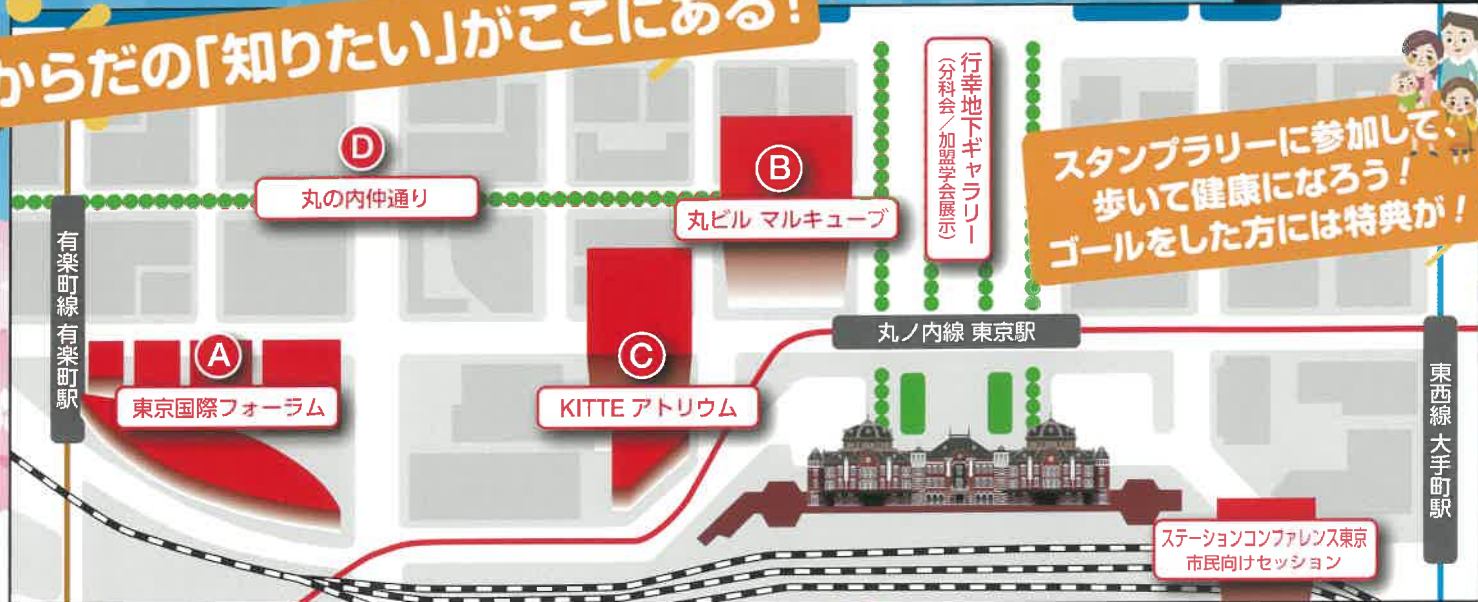 からだの「知りたい」がここにある!
行幸地下ギャラリー
(分科会/加盟学会展示)
スタンプラリーに参加して、
歩いて健康になろう!
ゴールをした方には特典が!
D
丸の内仲通り
B
丸ビル マルキューブ
有楽町線 有楽町駅
A
東京国際フォーラム
C
KITTE アトリウム
丸ノ内線 東京駅
東西線 大手町駅
ステーションコンファレンス東京
市民向けセッション